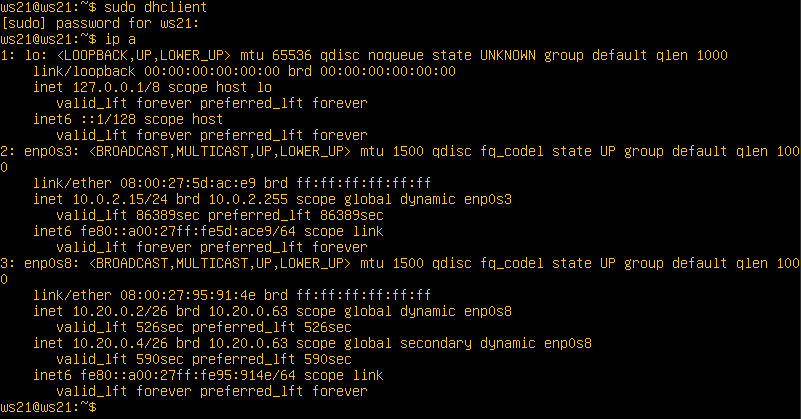 ws21@ws21:~$ sudo dhclient
[sudo] password for ws21:
ws21@ws21:~$ ip a
1: lo: <LOOPBACK,UP,LOWER_UP> mtu 65536 qdisc noqueue state UNKNOWN group default qlen 1000
    link/loopback 00:00:00:00:00:00 brd 00:00:00:00:00:00
    inet 127.0.0.1/8 scope host lo
       valid_lft forever preferred_lft forever
    inet6 ::1/128 scope host
       valid_lft forever preferred_lft forever
2: enp0s3: <BROADCAST,MULTICAST,UP,LOWER_UP> mtu 1500 qdisc fq_codel state UP group default qlen 100
0
    link/ether 08:00:27:5d:ac:e9 brd ff:ff:ff:ff:ff:ff
    inet 10.0.2.15/24 brd 10.0.2.255 scope global dynamic enp0s3
       valid_lft 86389sec preferred_lft 86389sec
    inet6 fe80::a00:27ff:fe5d:ace9/64 scope link
       valid_lft forever preferred_lft forever
3: enp0s8: <BROADCAST,MULTICAST,UP,LOWER_UP> mtu 1500 qdisc fq_codel state UP group default qlen 100
0
    link/ether 08:00:27:95:91:4e brd ff:ff:ff:ff:ff:ff
    inet 10.20.0.2/26 brd 10.20.0.63 scope global dynamic enp0s8
       valid_lft 526sec preferred_lft 526sec
    inet 10.20.0.4/26 brd 10.20.0.63 scope global secondary dynamic enp0s8
       valid_lft 590sec preferred_lft 590sec
    inet6 fe80::a00:27ff:fe95:914e/64 scope link
       valid_lft forever preferred_lft forever
ws21@ws21:~$